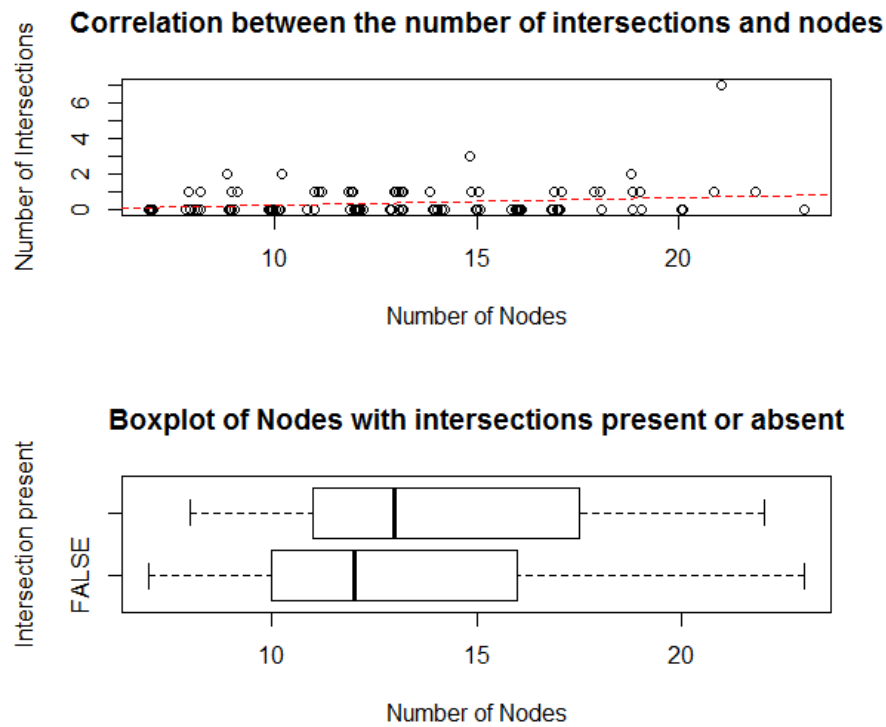 Correlation between the number of intersections and nodes
Number of Intersections
6
4
2
0
10 15 20
Number of Nodes
Boxplot of Nodes with intersections present or absent
Intersection present
FALSE
10 15 20
Number of Nodes